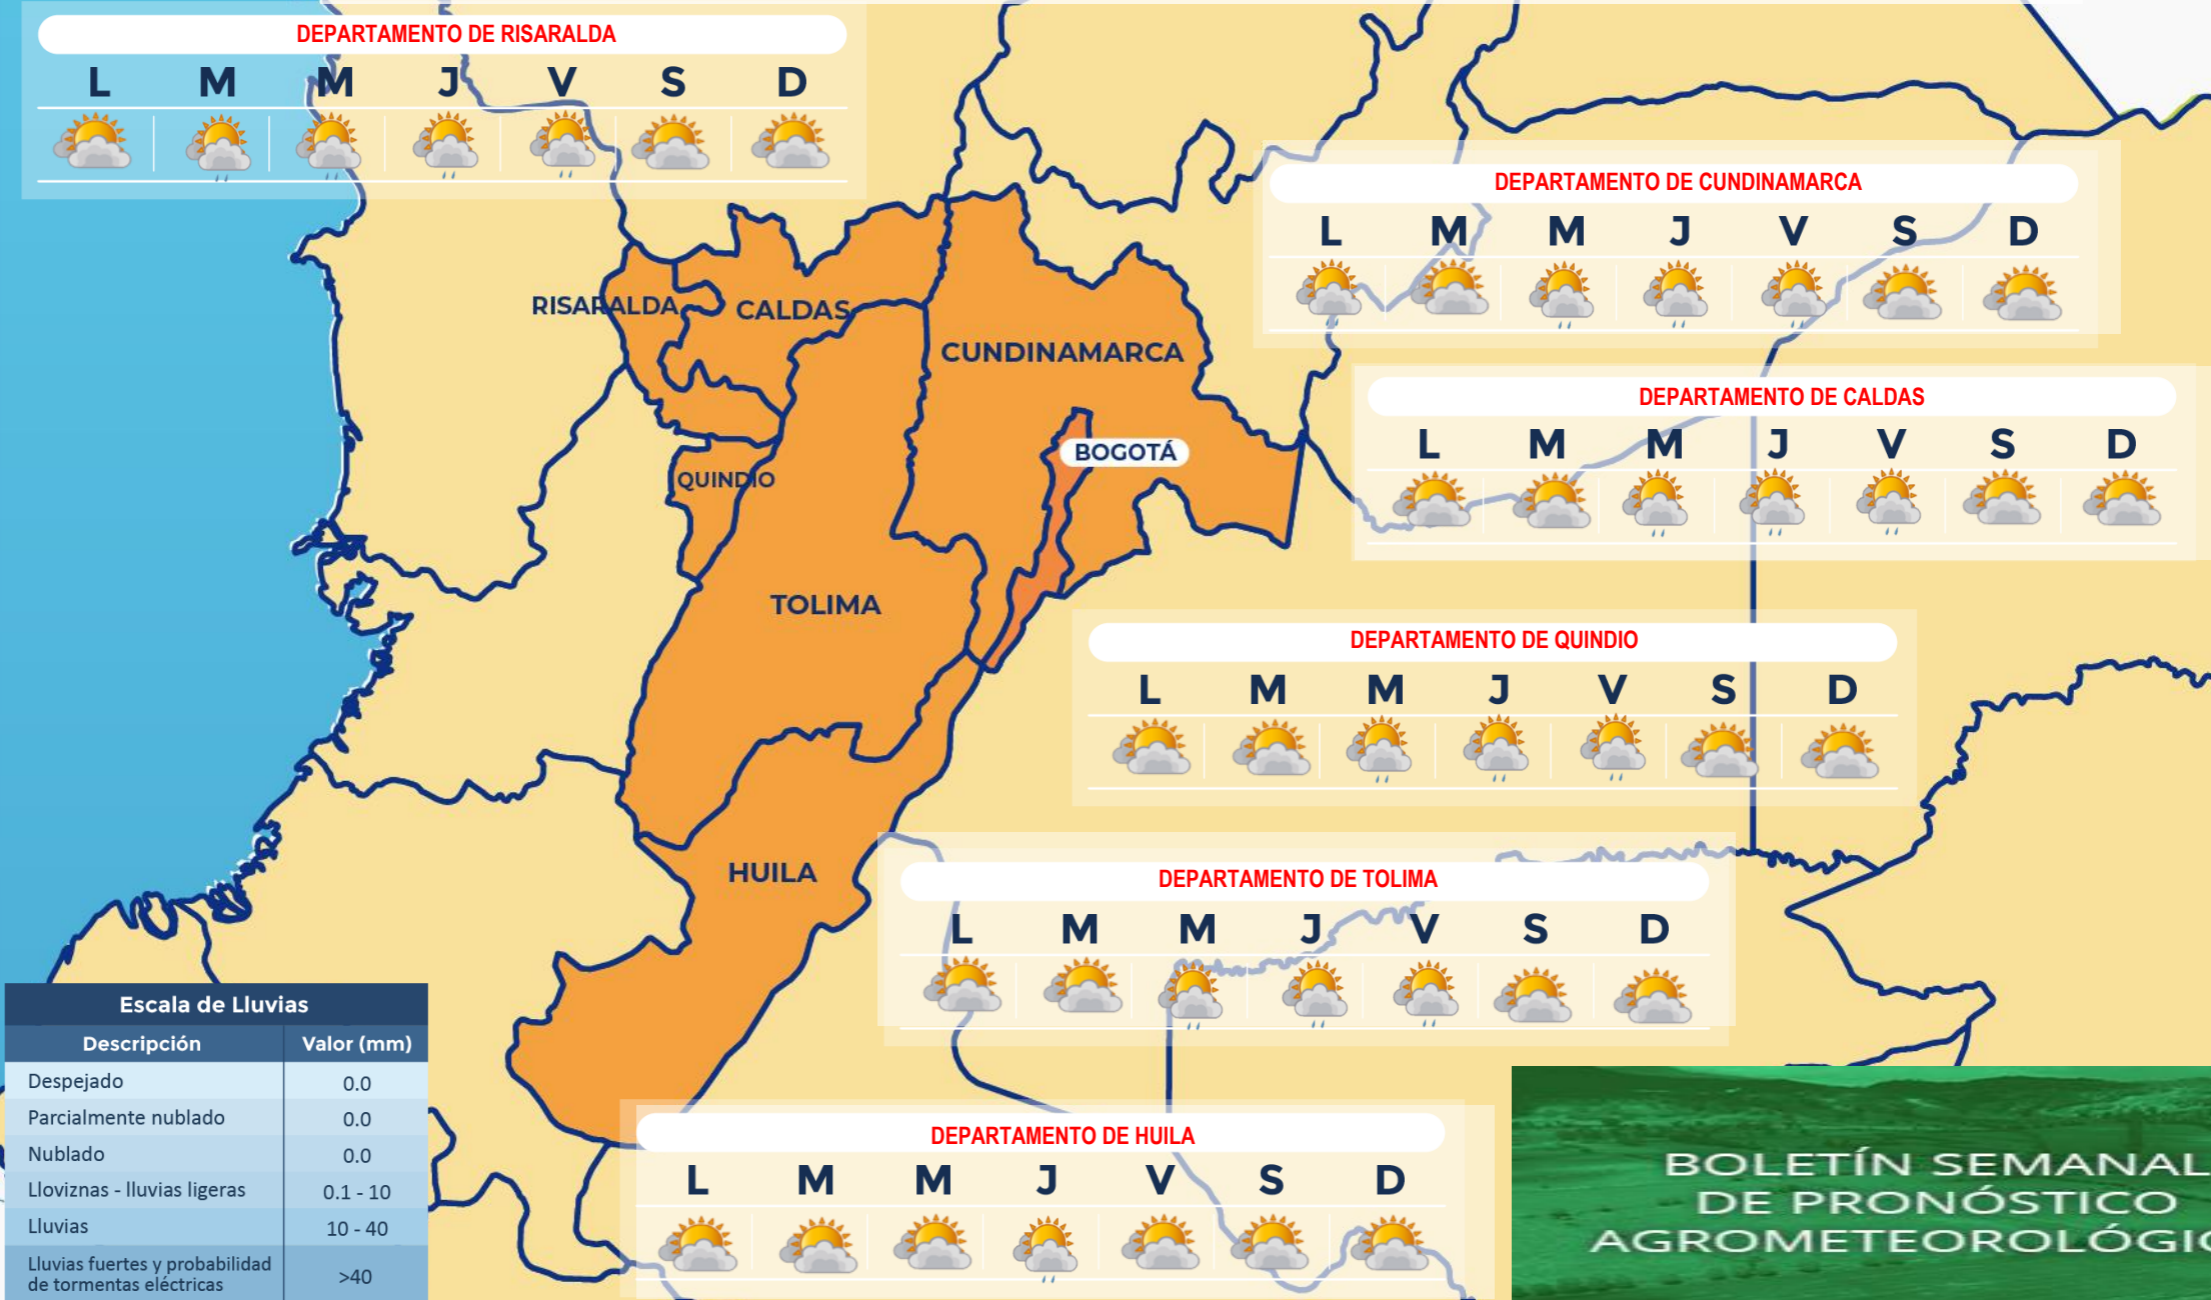 DEPARTAMENTO DE RISARALDA
L M M J V S D
DEPARTAMENTO DE CUNDINAMARCA
L M M J V S D
RISARALDA
CALDAS
CUNDINAMARCA
DEPARTAMENTO DE CALDAS
L M M J V S D
BOGOTÁ
QUINDIO
TOLIMA
DEPARTAMENTO DE QUINDIO
L M M J V S D
HUILA
DEPARTAMENTO DE TOLIMA
L M M J V S D
Escala de Lluvias
Descripción Valor (mm)
Despejado 0.0
Parcialmente nublado 0.0
Nublado 0.0
Lloviznas - lluvias ligeras 0.1 - 10
Lluvias 10 - 40
Lluvias fuertes y probabilidad
de tormentas eléctricas >40
DEPARTAMENTO DE HUILA
L M M J V S D
BOLETÍN SEMANAL
DE PRONÓSTICO